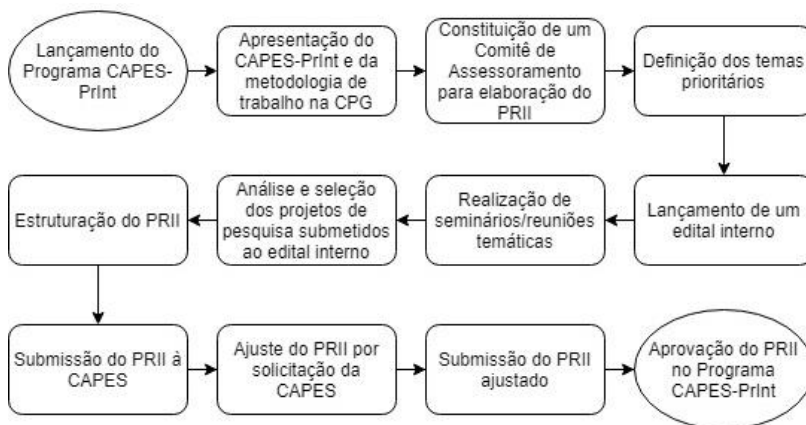 Lançamento do
Programa CAPES-
PrInt
Apresentação do
CAPES-PrInt e da
metodologia de
trabalho na CPG
Constituição de um
Comitê de
Assessoramento
para elaboração do
PRII
Definição dos temas
prioritários
Lançamento de um
edital interno
Realização de
seminários/reuniões
temáticas
Análise e seleção
dos projetos de
pesquisa submetidos
ao edital interno
Estruturação do PRII
Submissão do PRII à
CAPES
Ajuste do PRII por
solicitação da
CAPES
Submissão do PRII
ajustado
Aprovação do PRII
no Programa
CAPES-PrInt